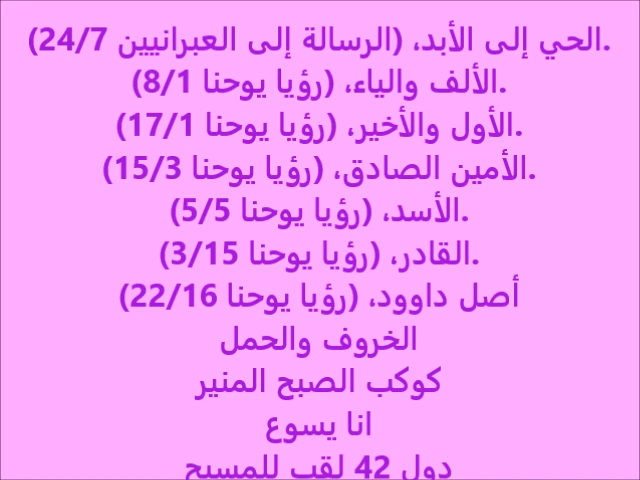 الحي إلى الأبد، (الرسالة إلى العبرانيين 24/7).
الألف والياء، (رؤيا يوحنا 8/1).
الأول والأخير، (رؤيا يوحنا 17/1).
الأمين الصادق، (رؤيا يوحنا 15/3).
الأسد، (رؤيا يوحنا 5/5).
القادر، (رؤيا يوحنا 3/15).
أصل داوود، (رؤيا يوحنا 22/16)
الخروف والحمل
كوكب الصبح المنير
انا يسوع
دول 42 لقب للمسيح